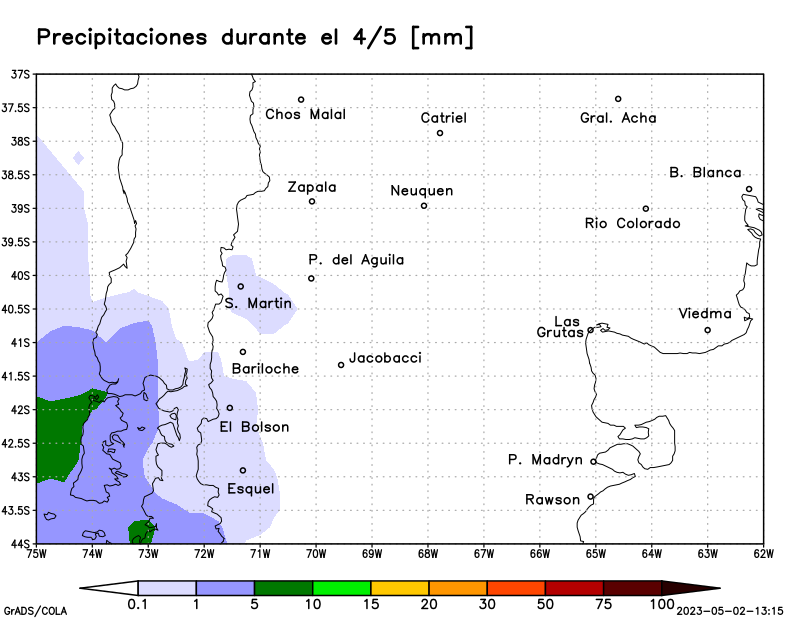 Precipitaciones durante el 4/5 [mm]
37S
37.5S
38S
38.5S
39S
39.5S
40S
40.5S
41S
41.5S
42S
42.5S
43S
43.5S
44S
Chos Malal
Catriel
Gral. Acha
B. Blanca
Zapala
Neuquen
Rio Colorado
P. del Aguila
S. Martin
Viedma
Las
Grutas
Jacobacci
Bariloche
El Bolson
P. Madryn
Esquel
Rawson
75W 74W 73W 72W 71W 70W 69W 68W 67W 66W 65W 64W 63W 62W
0.1 1 5 10 15 20 30 50 75 100
GrADS/COLA
2023-05-02-13:15